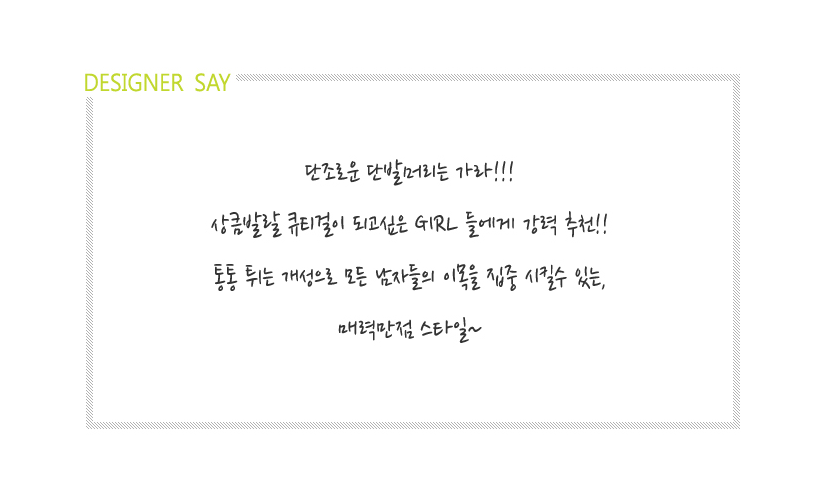 DESIGNER SAY
단조로운 단발머리는 가라!!!
상큼발랄 큐티걸이 되고싶은 GIRL 들에게 강력 추천!!
통통 튀는 개성으로 모든 남자들의 이목을 집중 시킬수 있는,
매력만점 스타일~